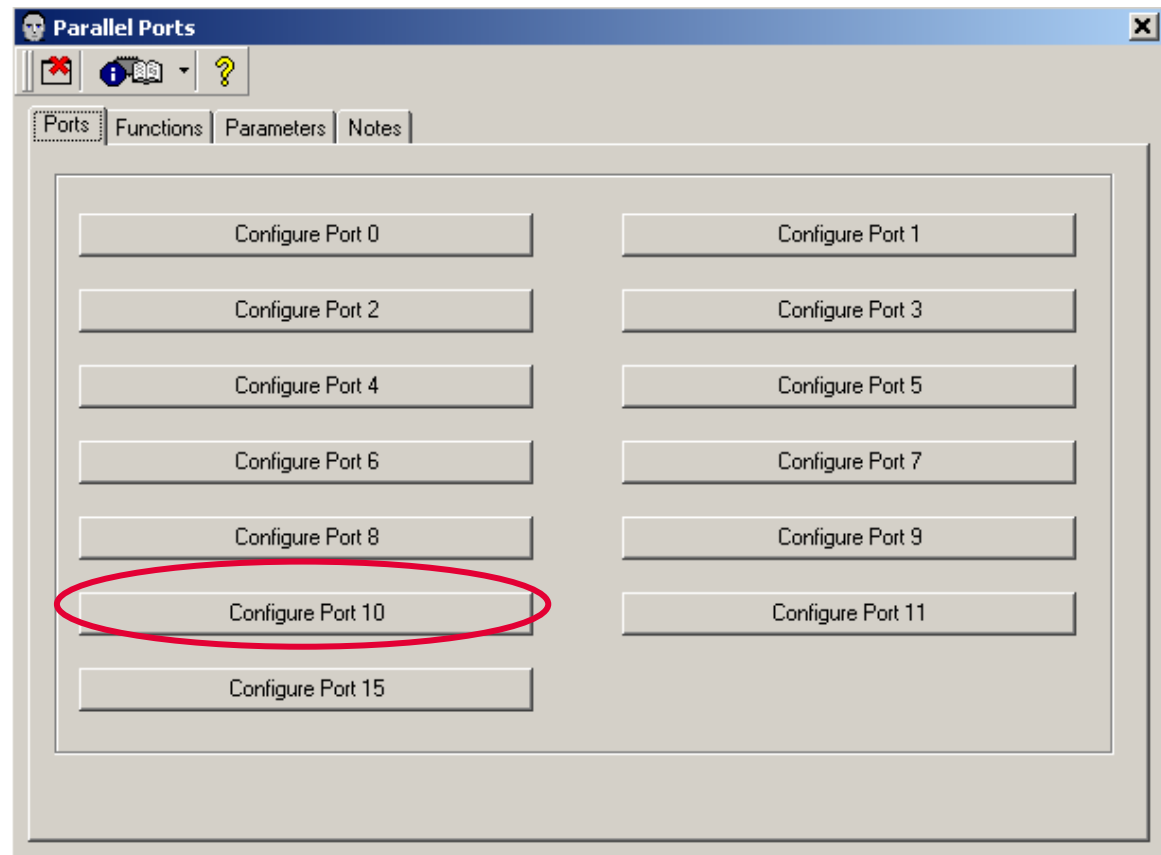 Parallel Ports
Ports Functions Parameters Notes
Configure Port 0
Configure Port 1
Configure Port 2
Configure Port 3
Configure Port 4
Configure Port 5
Configure Port 6
Configure Port 7
Configure Port 8
Configure Port 9
Configure Port 10
Configure Port 11
Configure Port 15